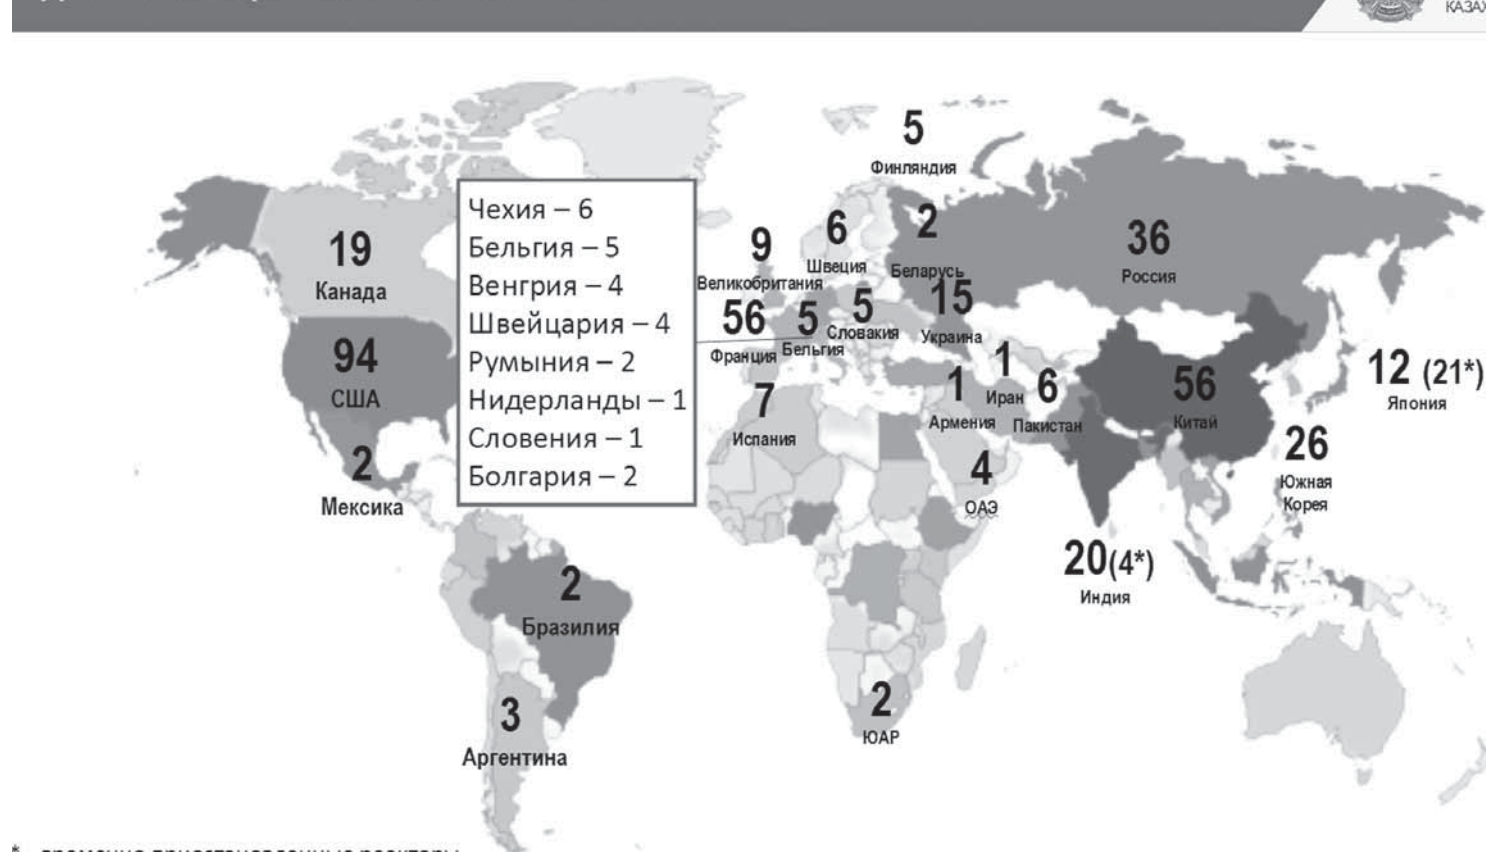 5
Финляндия
19
Канада
94
США
2
Мексика
Чехия – 6
Бельгия – 5
Венгрия – 4
Швейцария – 4
Румыния – 2
Нидерланды – 1
Словения – 1
Болгария – 2
9
Великобритания
6
Швеция
2
Беларусь
36
Россия
56
Франция
5
Бельгия
5
Словакия
15
Украина
7
Испания
1
Армения
1
Иран
6
Пакистан
56
Китай
12 (21*)
Япония
26
Южная
Корея
4
ОАЭ
20(4*)
Индия
2
Бразилия
3
Аргентина
2
ЮАР